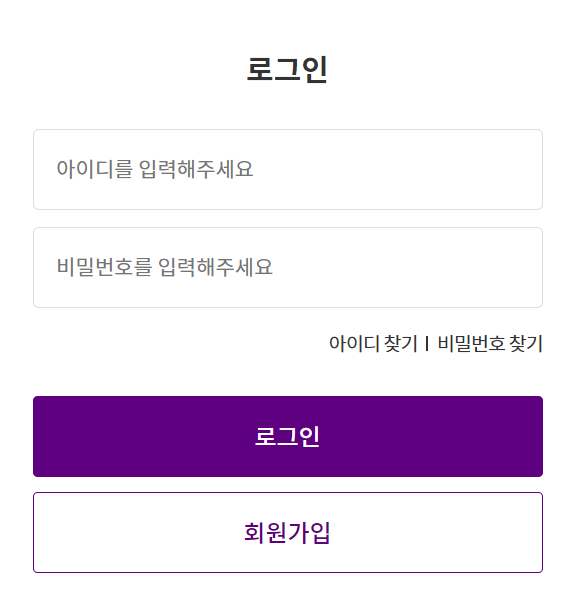 로그인
아이디를 입력해주세요
비밀번호를 입력해주세요
아이디 찾기 | 비밀번호 찾기
로그인
회원가입